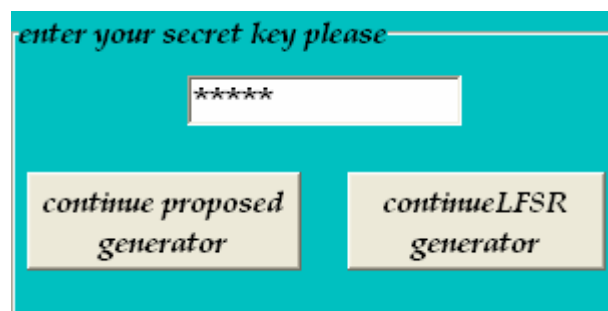 enter your secret key please
*****
continue proposed
generator
continueLFSR
generator